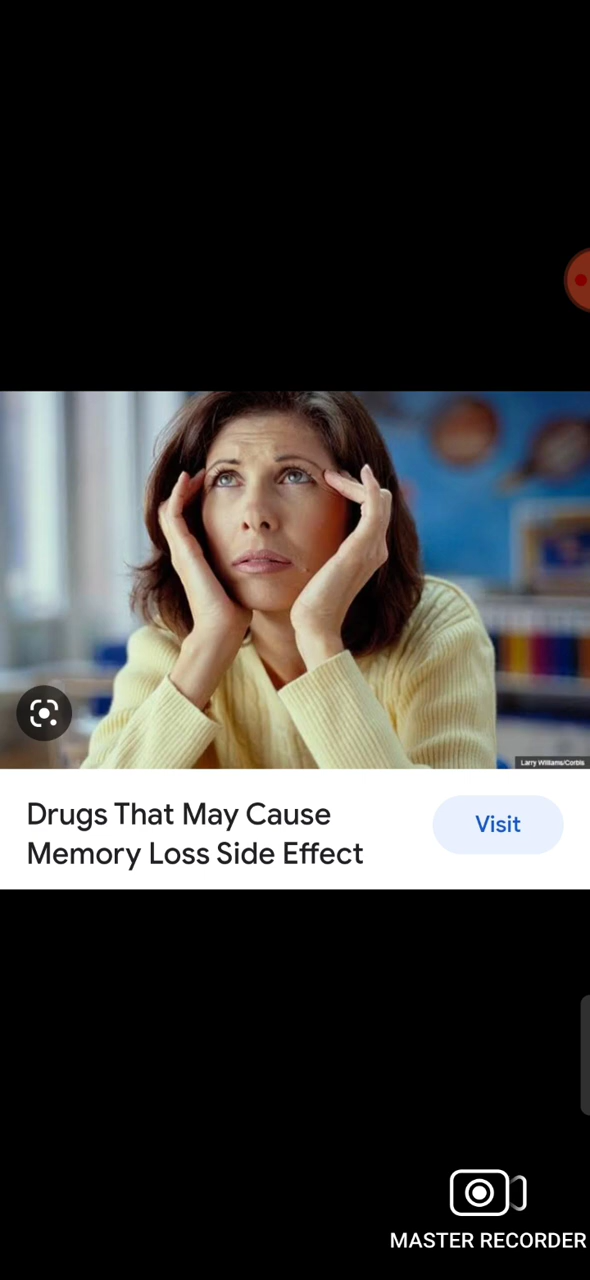 Larry Williams/Corbis
Drugs That May Cause
Memory Loss Side Effect
Visit
MASTER RECORDER